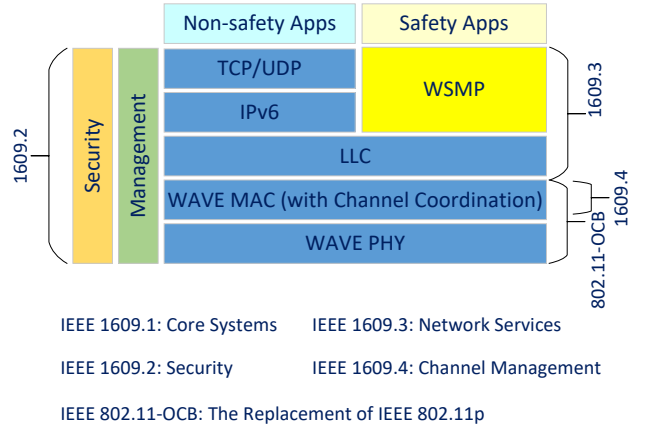 Non-safety Apps
Safety Apps
TCP/UDP
WSMP
IPv6
LLC
WAVE MAC (with Channel Coordination)
WAVE PHY
Security
Management
1609.2
1609.3
1609.4
802.11-OCB
IEEE 1609.1: Core Systems
IEEE 1609.3: Network Services
IEEE 1609.2: Security
IEEE 1609.4: Channel Management
IEEE 802.11-OCB: The Replacement of IEEE 802.11p